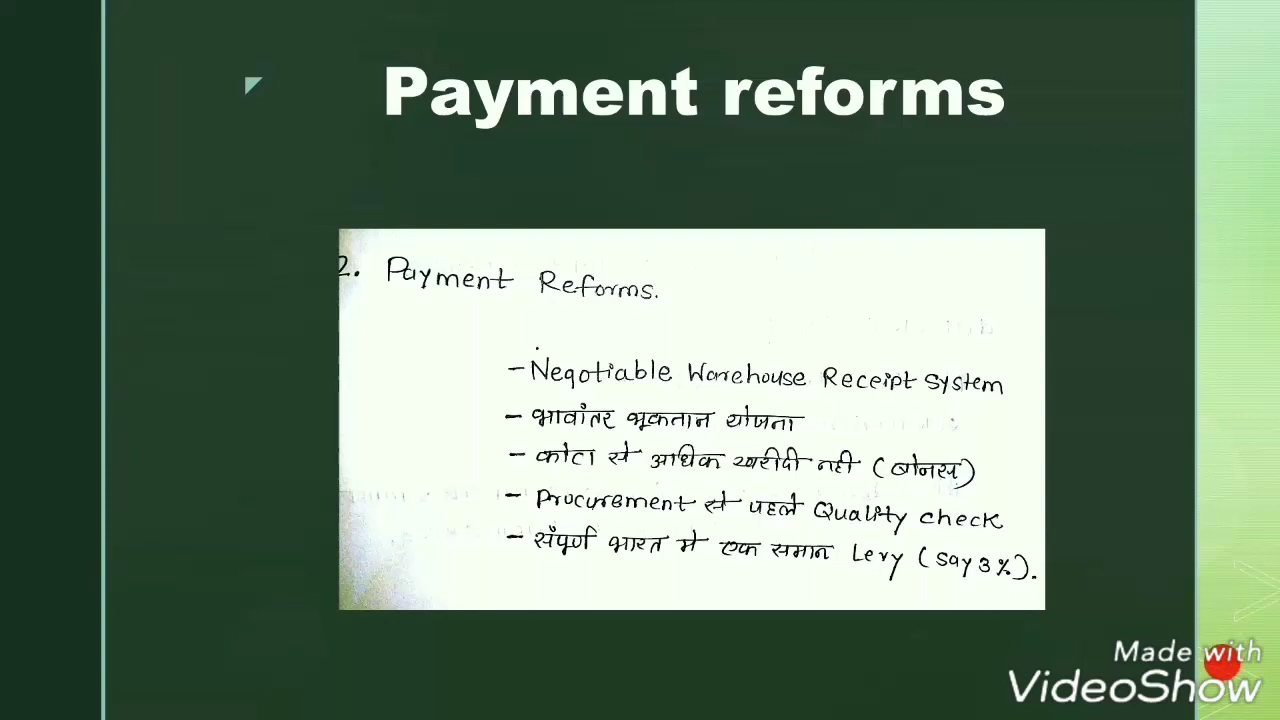 Payment reforms
2. Payment Reforms.
- Negotiable Warehouse Receipt System
- भावांतर भूकतान योजना
- कोटा से अधिक खरीदी नही (बोनस)
- Procurement से पहले Quality check
- संपूर्ण भारत मे एक समान Levy (say 3%).
Made with
VideoShow